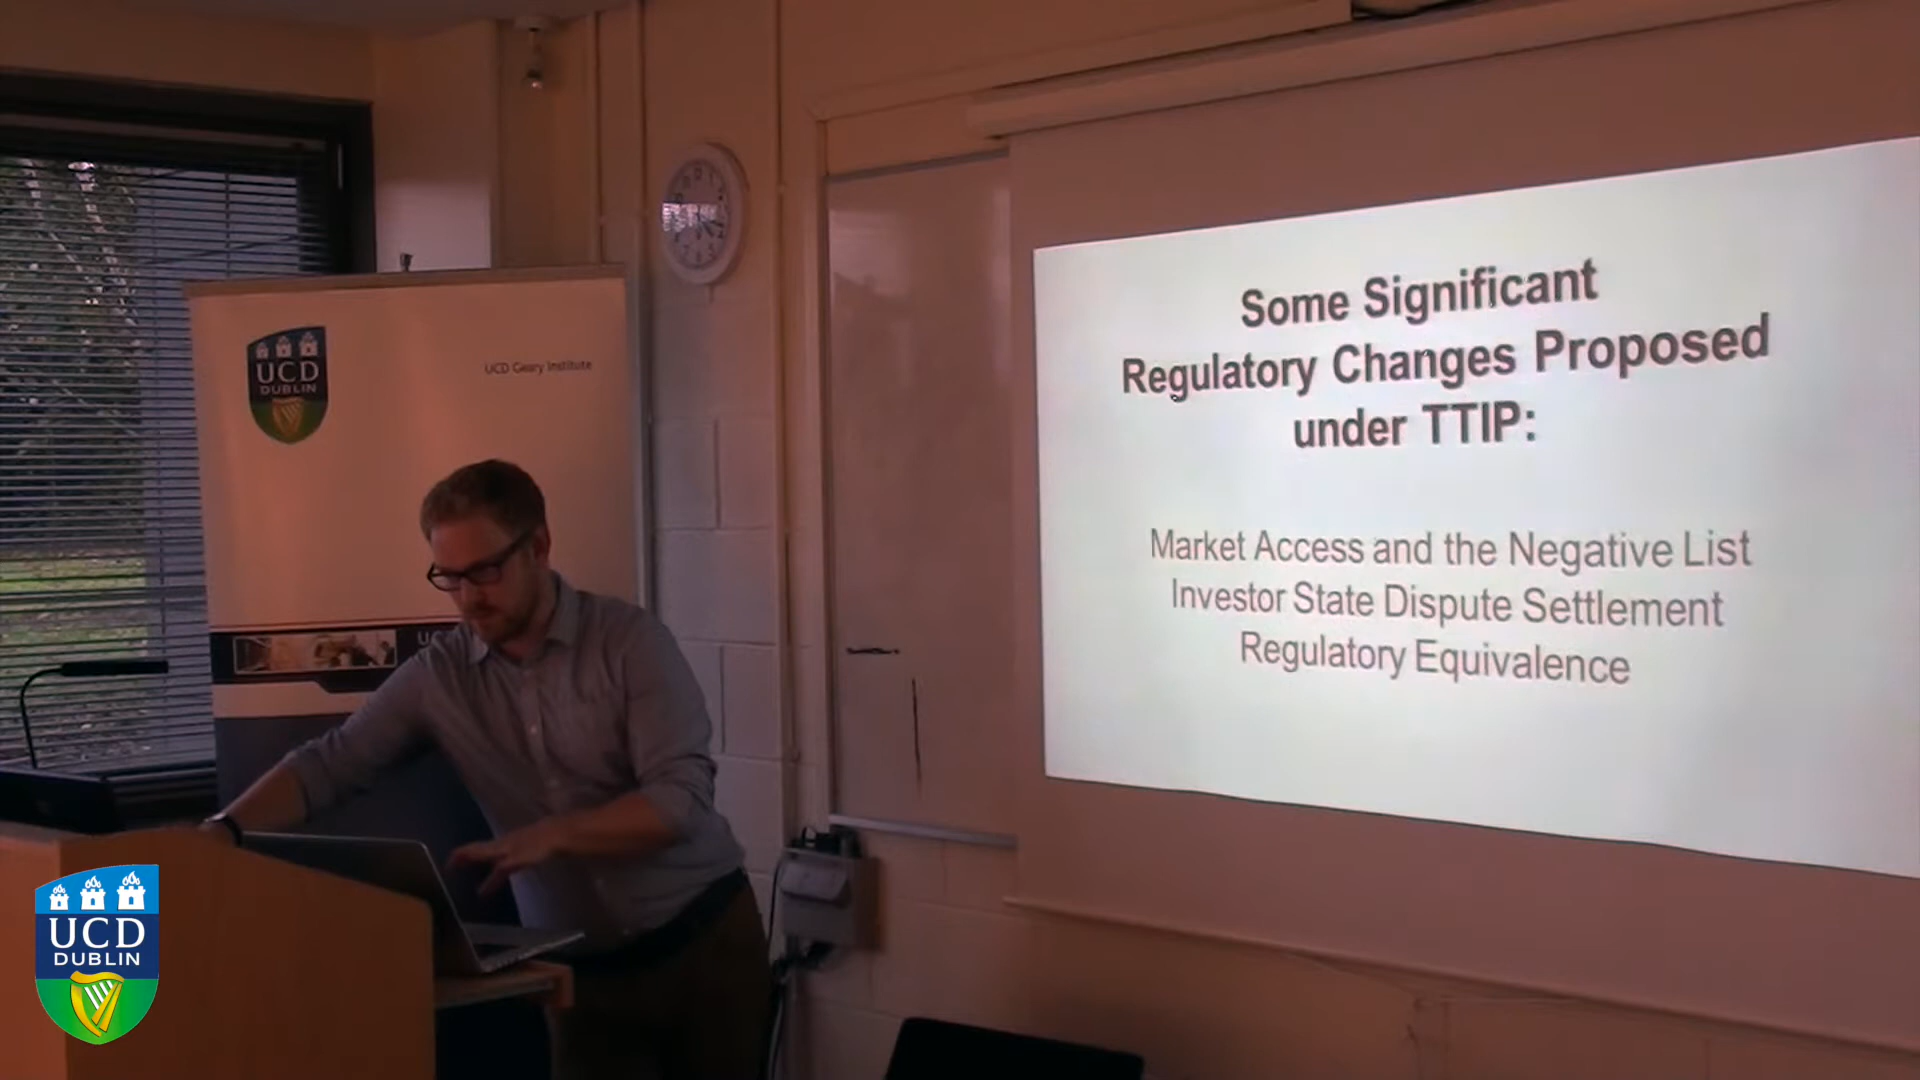 UCD
DUBLIN
UCD Geary Institute
UC
Some Significant
Regulatory Changes Proposed
under TTIP:
Market Access and the Negative List
Investor State Dispute Settlement
Regulatory Equivalence
UCD
DUBLIN